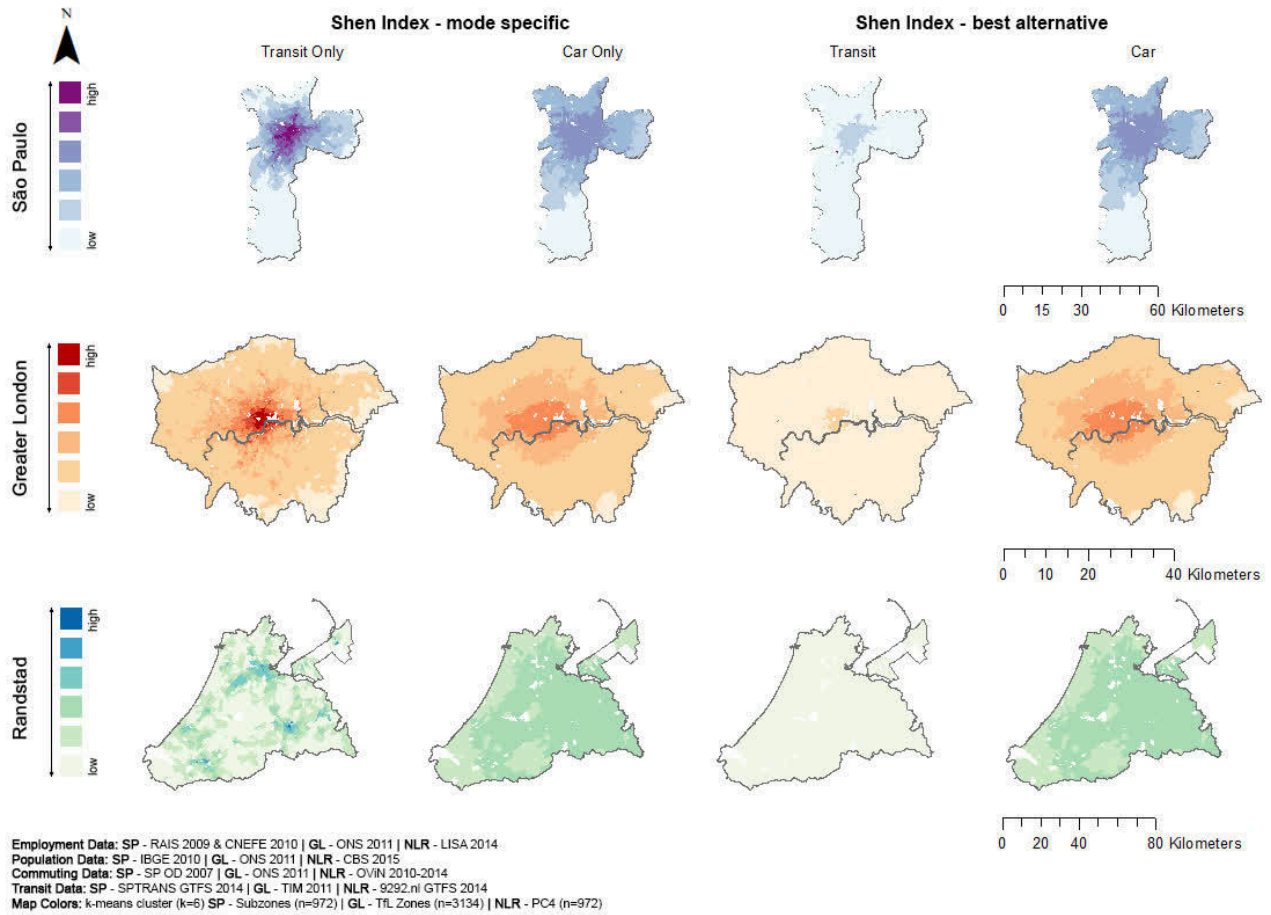 N
Shen Index - mode specific
Shen Index - best alternative
Transit Only
Car Only
Transit
Car
São Paulo
high
low
0 15 30 60 Kilometers
Greater London
high
low
0 10 20 40 Kilometers
Randstad
high
low
0 20 40 80 Kilometers
Employment Data: SP - RAIS 2009 & CNEFE 2010 | GL - ONS 2011 | NLR - LISA 2014
Population Data: SP - IBGE 2010 | GL - ONS 2011 | NLR - CBS 2015
Commuting Data: SP - SP OD 2007 | GL - ONS 2011 | NLR - OViN 2010-2014
Transit Data: SP - SPTRANS GTFS 2014 | GL - TIM 2011 | NLR - 9292.nl GTFS 2014
Map Colors: k-means cluster (k=6) SP - Subzones (n=972) | GL - TfL Zones (n=3134) | NLR - PC4 (n=972)